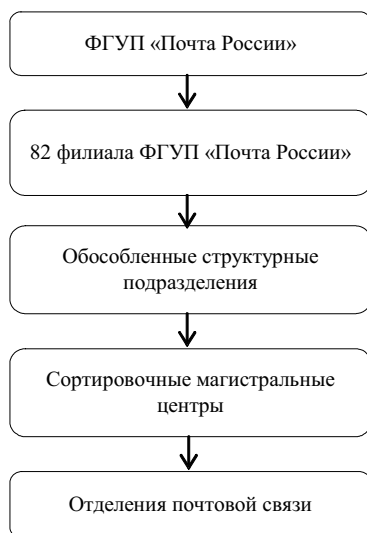 ФГУП «Почта России»
82 филиала ФГУП «Почта России»
Обособленные структурные
подразделения
Сортировочные магистральные
центры
Отделения почтовой связи